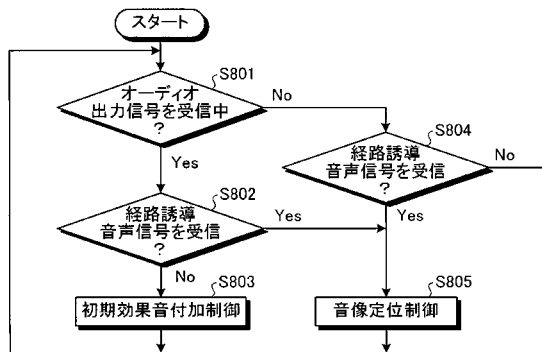 スタート
S801
オーディオ
出力信号を受信中
?
No
Yes
S804
経路誘導
音声信号を受信
?
No
Yes
S802
経路誘導
音声信号を受信
?
Yes
No
S803
初期効果音付加制御
S805
音像定位制御